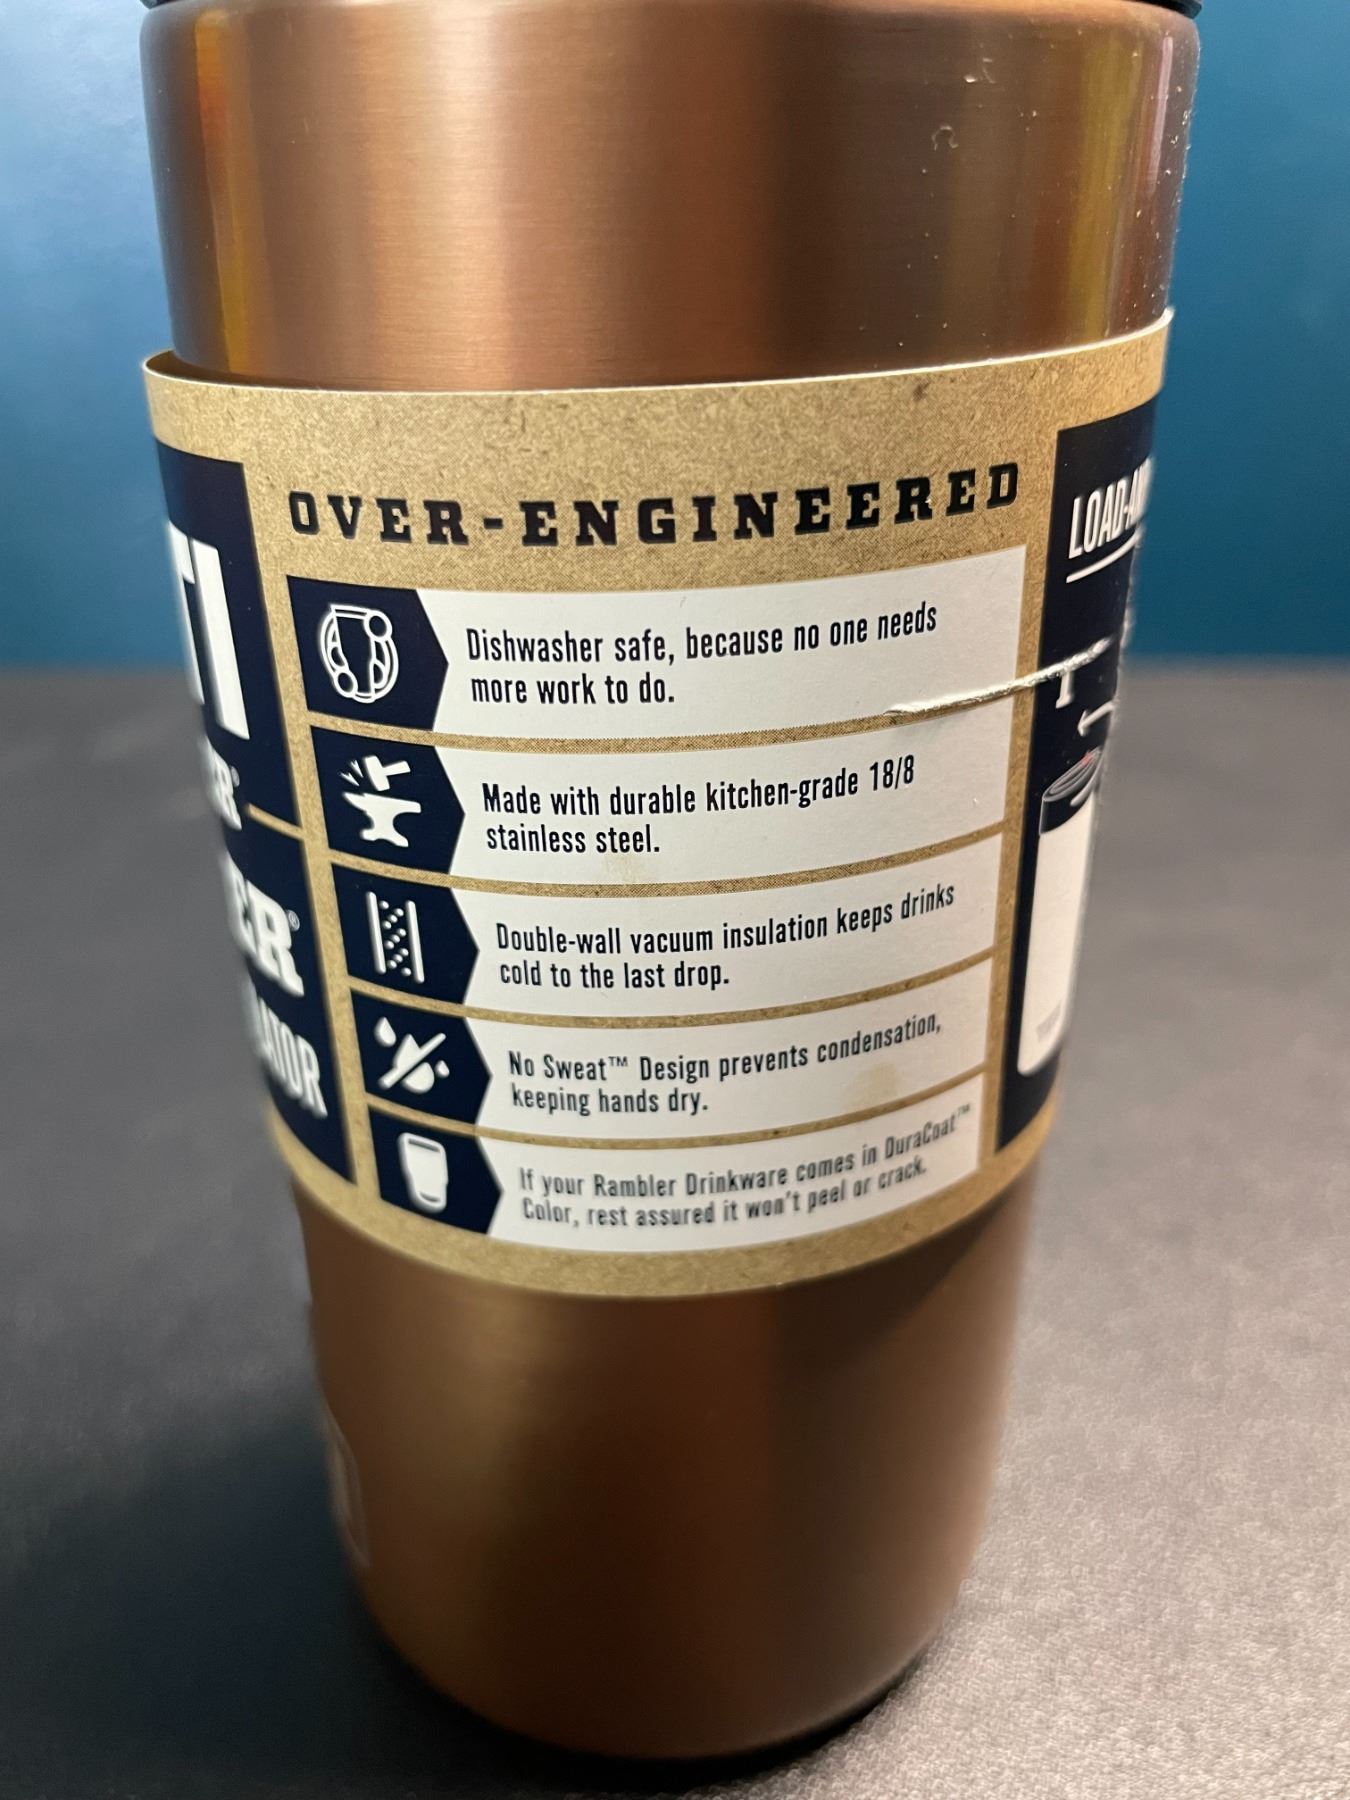 OVER-ENGINEERED
Dishwasher safe, because no one needs
more work to do.
Made with durable kitchen-grade 18/8
stainless steel.
Double-wall vacuum insulation keeps drinks
cold to the last drop.
No Sweat™ Design prevents condensation,
keeping hands dry.
If your Rambler Drinkware comes in DuraCoat™
Color, rest assured it won't peel or crack.